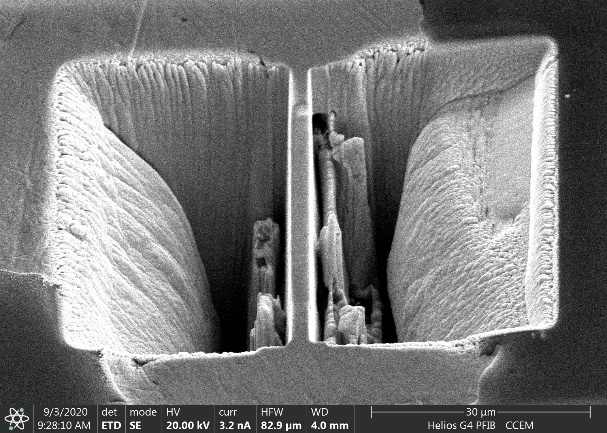 9/3/2020 det mode HV curr HFW WD 30 µm
9:28:10 AM ETD SE 20.00 kV 3.2 nA 82.9 µm 4.0 mm Helios G4 PFIB CCEM